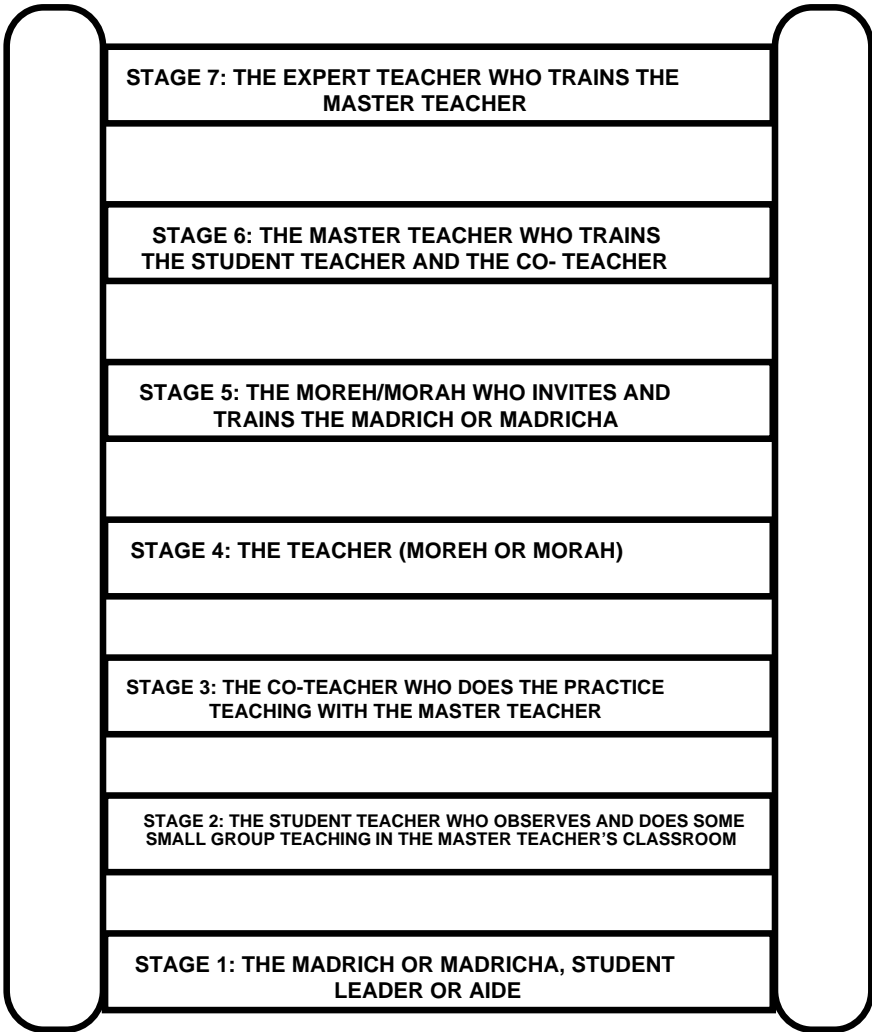 STAGE 7: THE EXPERT TEACHER WHO TRAINS THE
MASTER TEACHER
STAGE 6: THE MASTER TEACHER WHO TRAINS
THE STUDENT TEACHER AND THE CO- TEACHER
STAGE 5: THE MOREH/MORAH WHO INVITES AND
TRAINS THE MADRICH OR MADRICHA
STAGE 4: THE TEACHER (MOREH OR MORAH)
STAGE 3: THE CO-TEACHER WHO DOES THE PRACTICE
TEACHING WITH THE MASTER TEACHER
STAGE 2: THE STUDENT TEACHER WHO OBSERVES AND DOES SOME
SMALL GROUP TEACHING IN THE MASTER TEACHER’S CLASSROOM
STAGE 1: THE MADRICH OR MADRICHA, STUDENT
LEADER OR AIDE